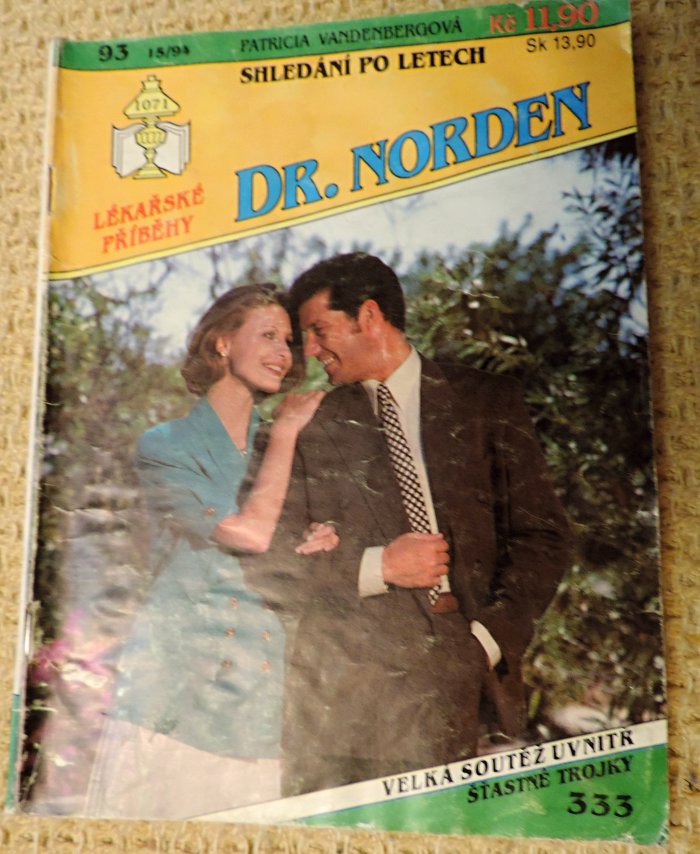 93 15/94 PATRICIA VANDENBERGOVÁ Kč 11,90
SHLEDÁNÍ PO LETECH Sk 13,90
1071
DR. NORDEN
LÉKAŘSKÉ
PŘÍBĚHY
VELKÁ SOUTĚŽ UVNITŘ
ŠŤASTNÉ TROJKY
333